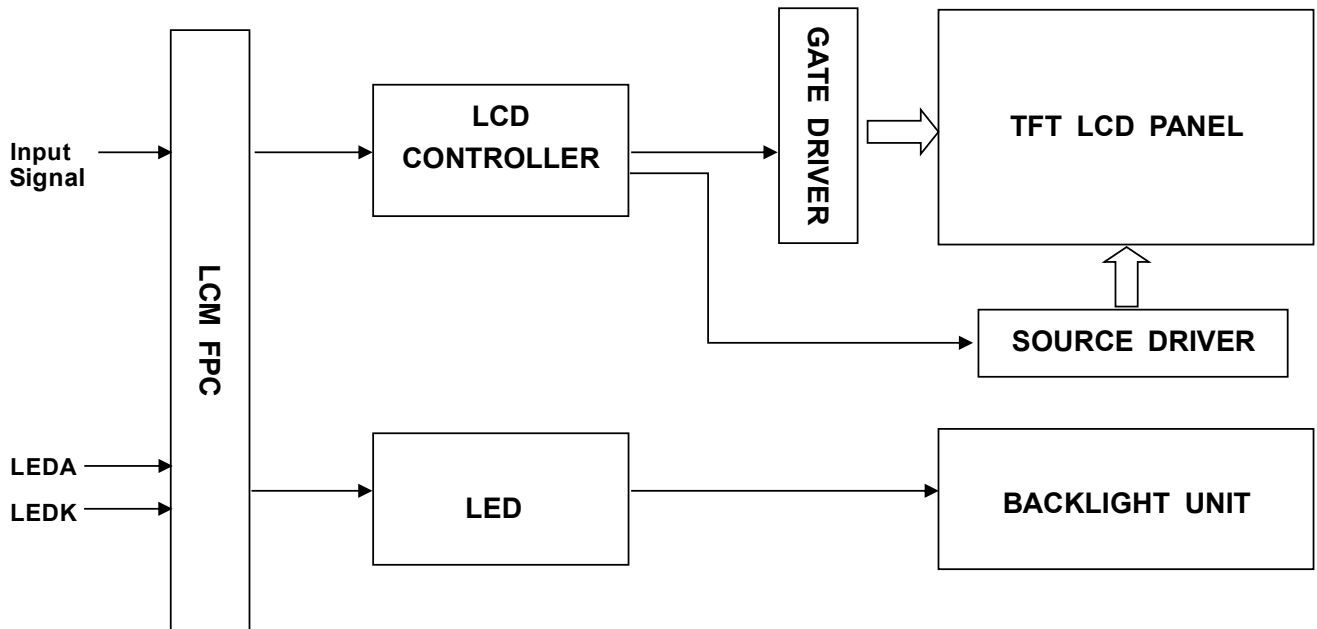 Input
Signal
LEDA
LEDK
LCM FPC
LCD
CONTROLLER
LED
GATE DRIVER
TFT LCD PANEL
SOURCE DRIVER
BACKLIGHT UNIT